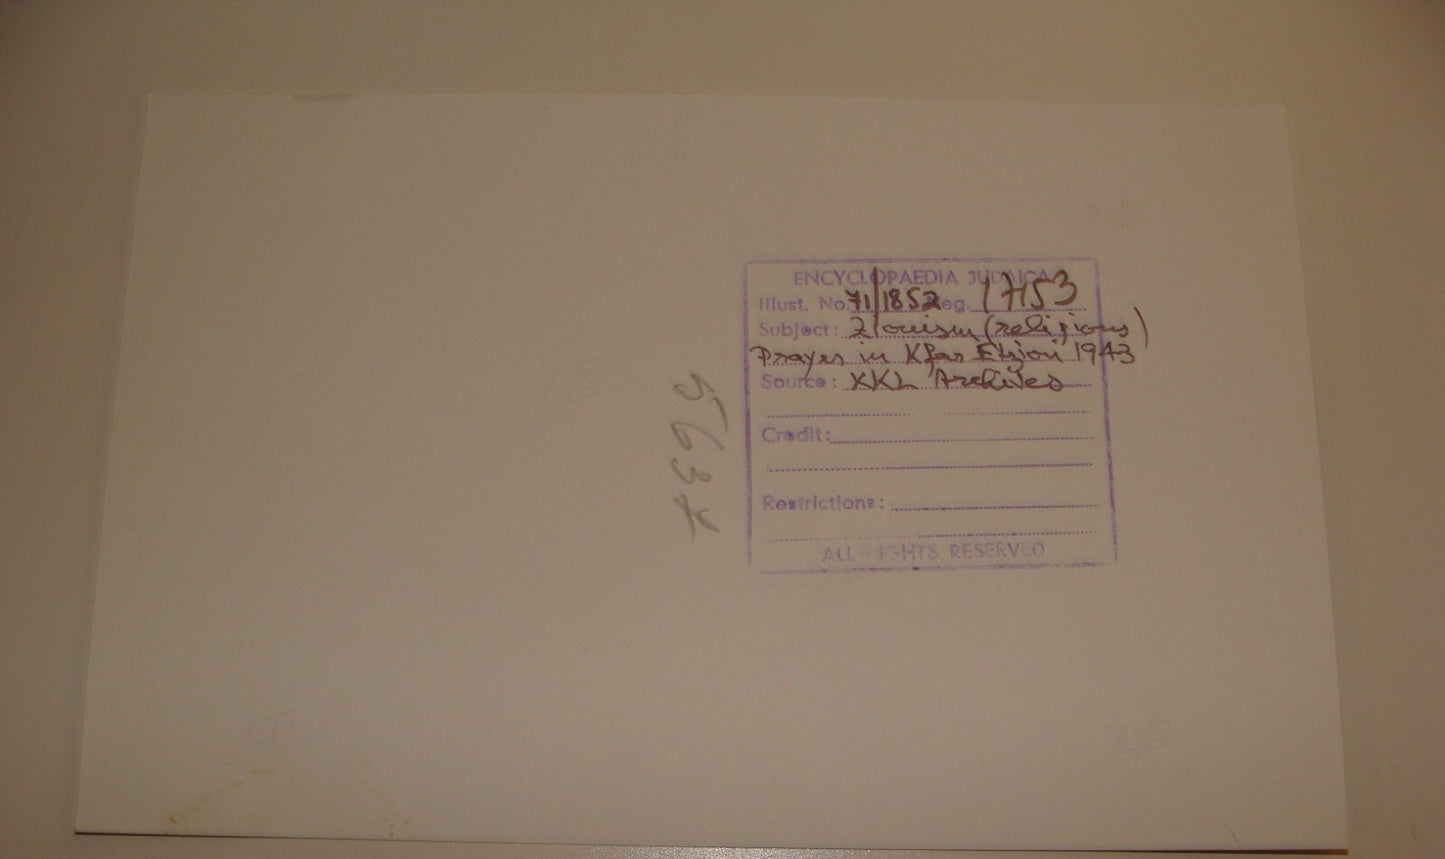 ENCYCLOPAEDIA JUDAICA
Illust. No. 71/1852 Reg. 17153
Subject: Zionism (religious)
Prayer in Kfar Etzion 1943
Source: KKL Archives
Credit:
Restrictions:
ALL RIGHTS RESERVED